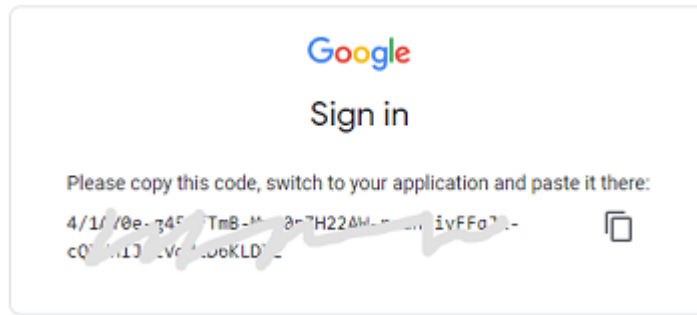 Google
Sign in
Please copy this code, switch to your application and paste it there: